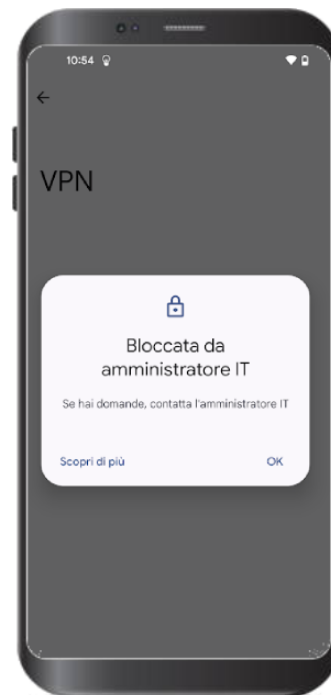 10:54
VPN
Bloccata da
amministratore IT
Se hai domande, contatta l'amministratore IT
Scopri di più
OK